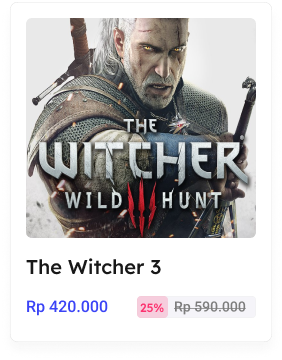 THE
WITCHER
WILD HUNT
The Witcher 3
Rp 420.000 25% Rp 590.000